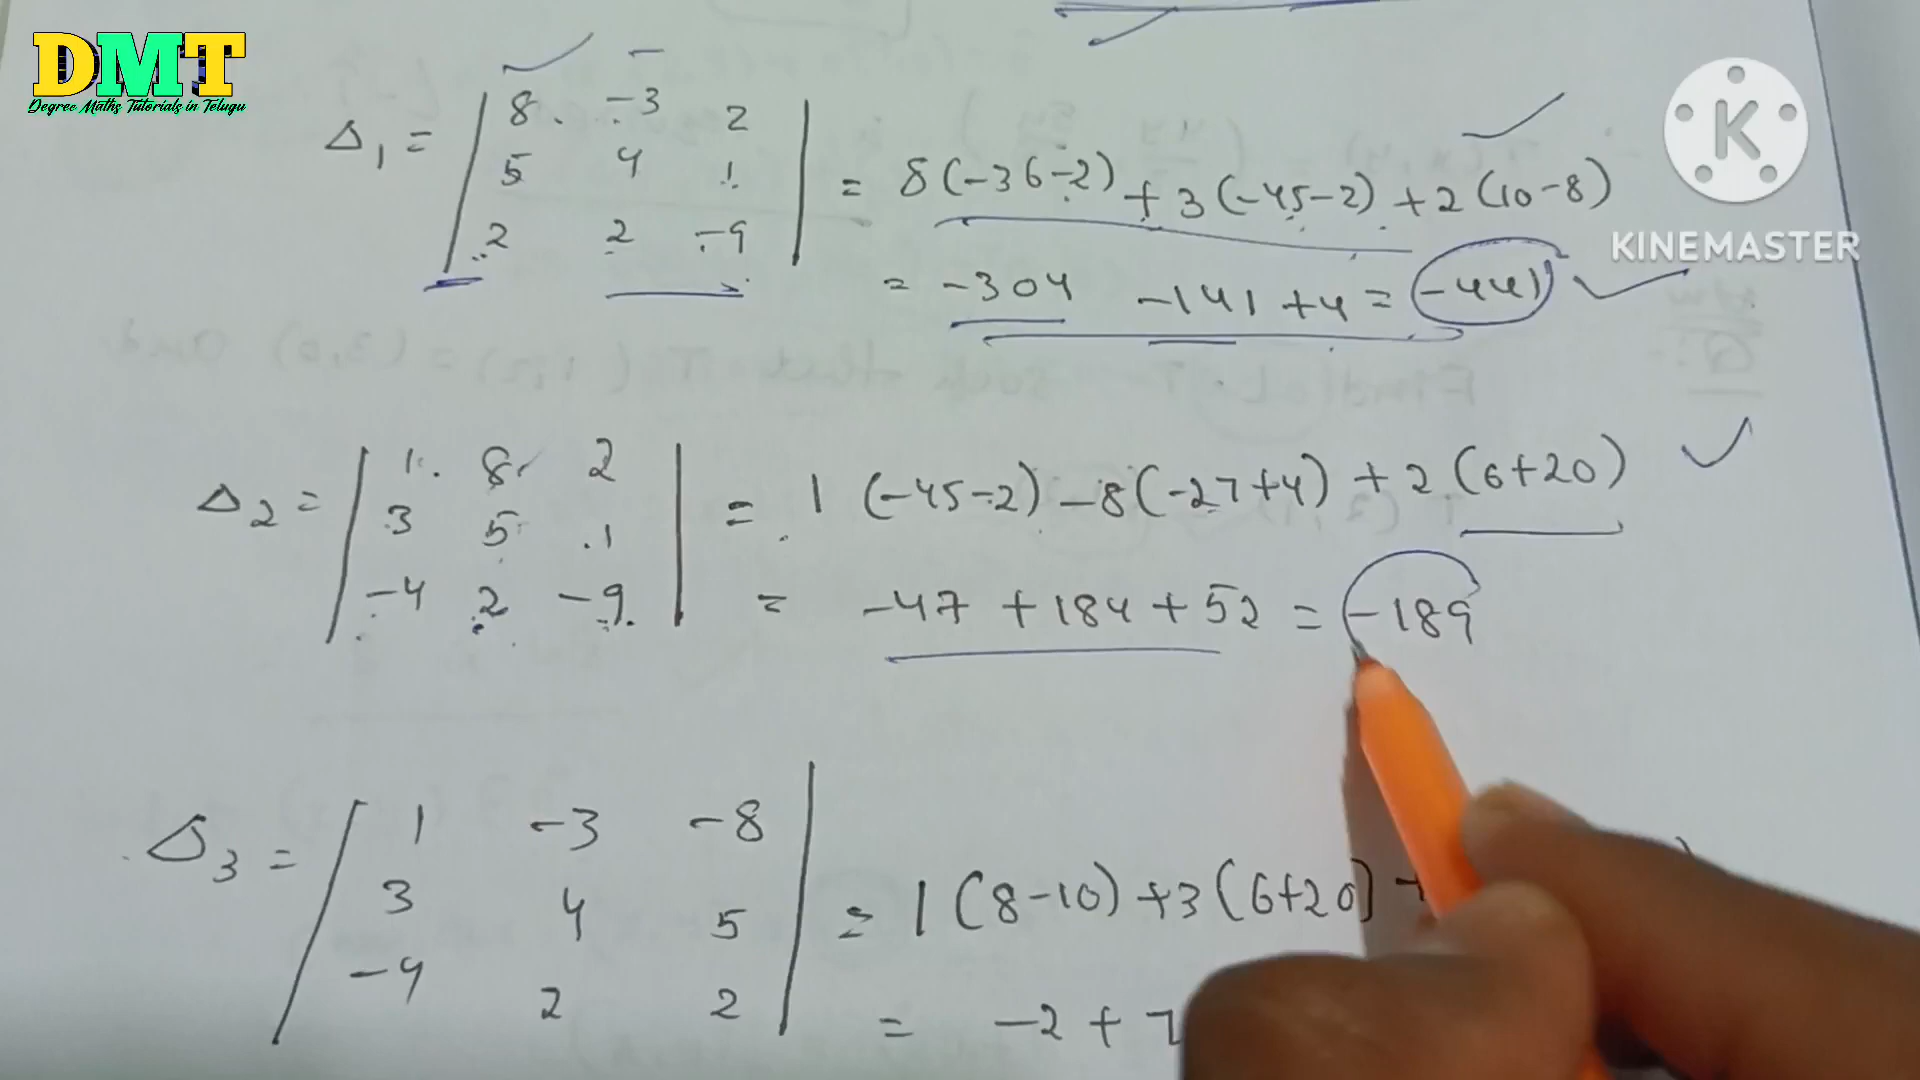 DMT
Degree Maths Tutorials in Telugu
K
KINEMASTER
Δ1 = | 8 -3 2 | = 8(-36-2) + 3(-45-2) + 2(10-8)
5 4 1
2 2 -9
= -304 -141 + 4 = -441
Δ2 = | 1 8 2 | = 1(-45-2) - 8(-27+4) + 2(6+20)
3 5 1
-4 2 -9
= -47 + 184 + 52 = -189
Δ3 = | 1 -3 -8 | = 1(8-10) + 3(6+20) +
3 4 5
-4 2 2
= -2 + 7